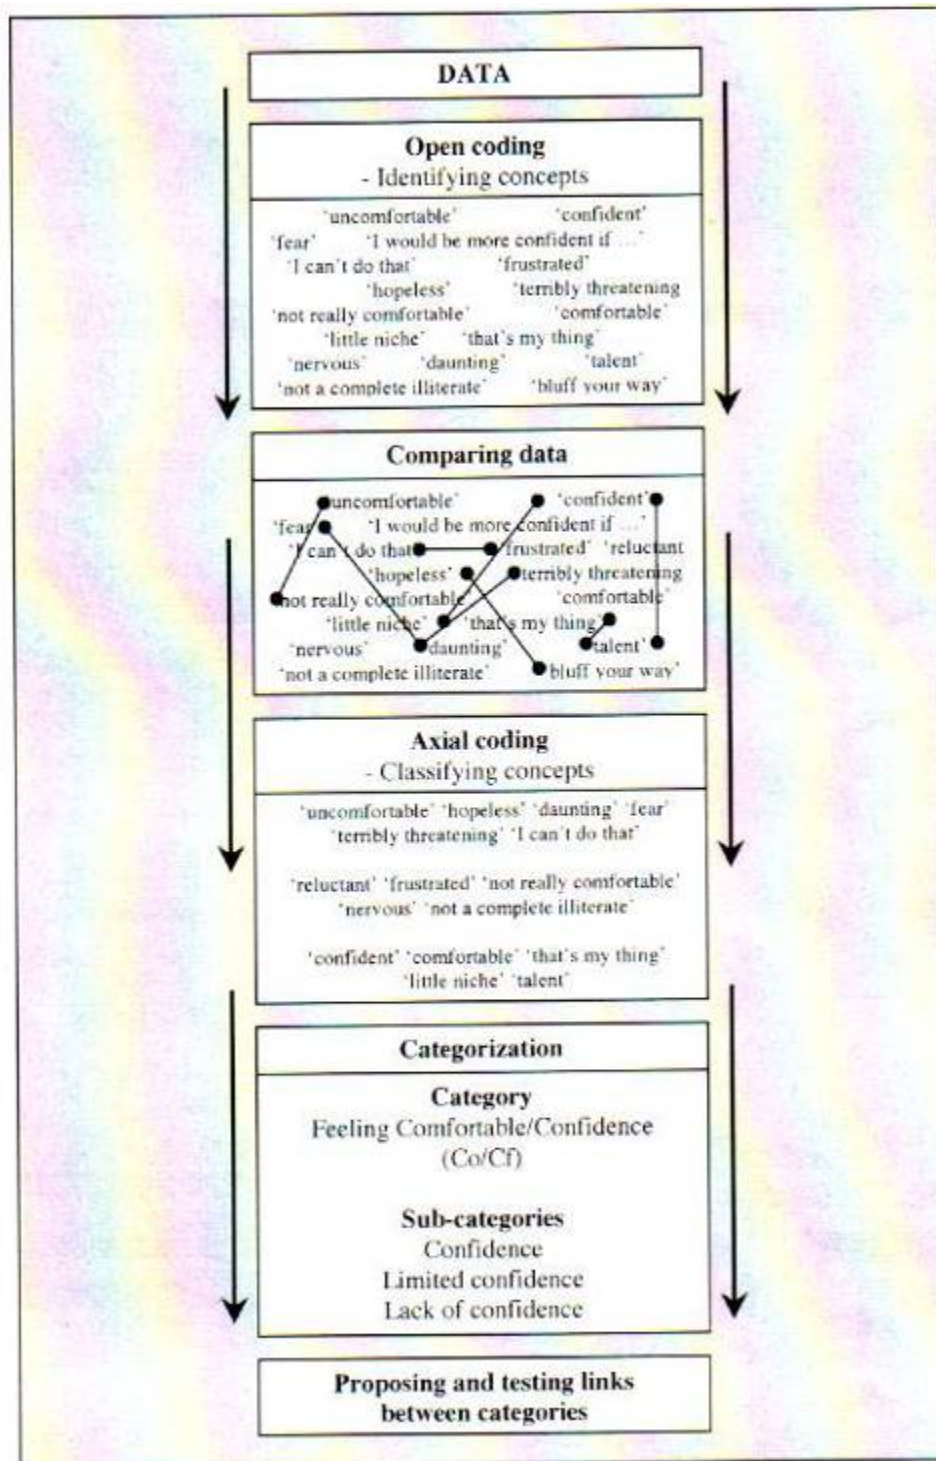 DATA
Open coding
- Identifying concepts
'uncomfortable' 'confident'
'fear' 'I would be more confident if ...'
'I can't do that' 'frustrated'
'hopeless' 'terribly threatening
'not really comfortable' 'comfortable'
'little niche' 'that's my thing'
'nervous' 'daunting' 'talent'
'not a complete illiterate' 'bluff your way'
Comparing data
uncomfortable' 'confident'
'fear' 'I would be more confident if ...'
'I can't do that' 'frustrated' 'reluctant
'hopeless' 'terribly threatening
'not really comfortable' 'comfortable'
'little niche' 'that's my thing'
'nervous' 'daunting' 'talent'
'not a complete illiterate' 'bluff your way'
Axial coding
- Classifying concepts
'uncomfortable' 'hopeless' 'daunting' 'fear'
'terribly threatening' 'I can't do that'
'reluctant' 'frustrated' 'not really comfortable'
'nervous' 'not a complete illiterate'
'confident' 'comfortable' 'that's my thing'
'little niche' 'talent'
Categorization
Category
Feeling Comfortable/Confidence
(Co/Cf)
Sub-categories
Confidence
Limited confidence
Lack of confidence
Proposing and testing links
between categories